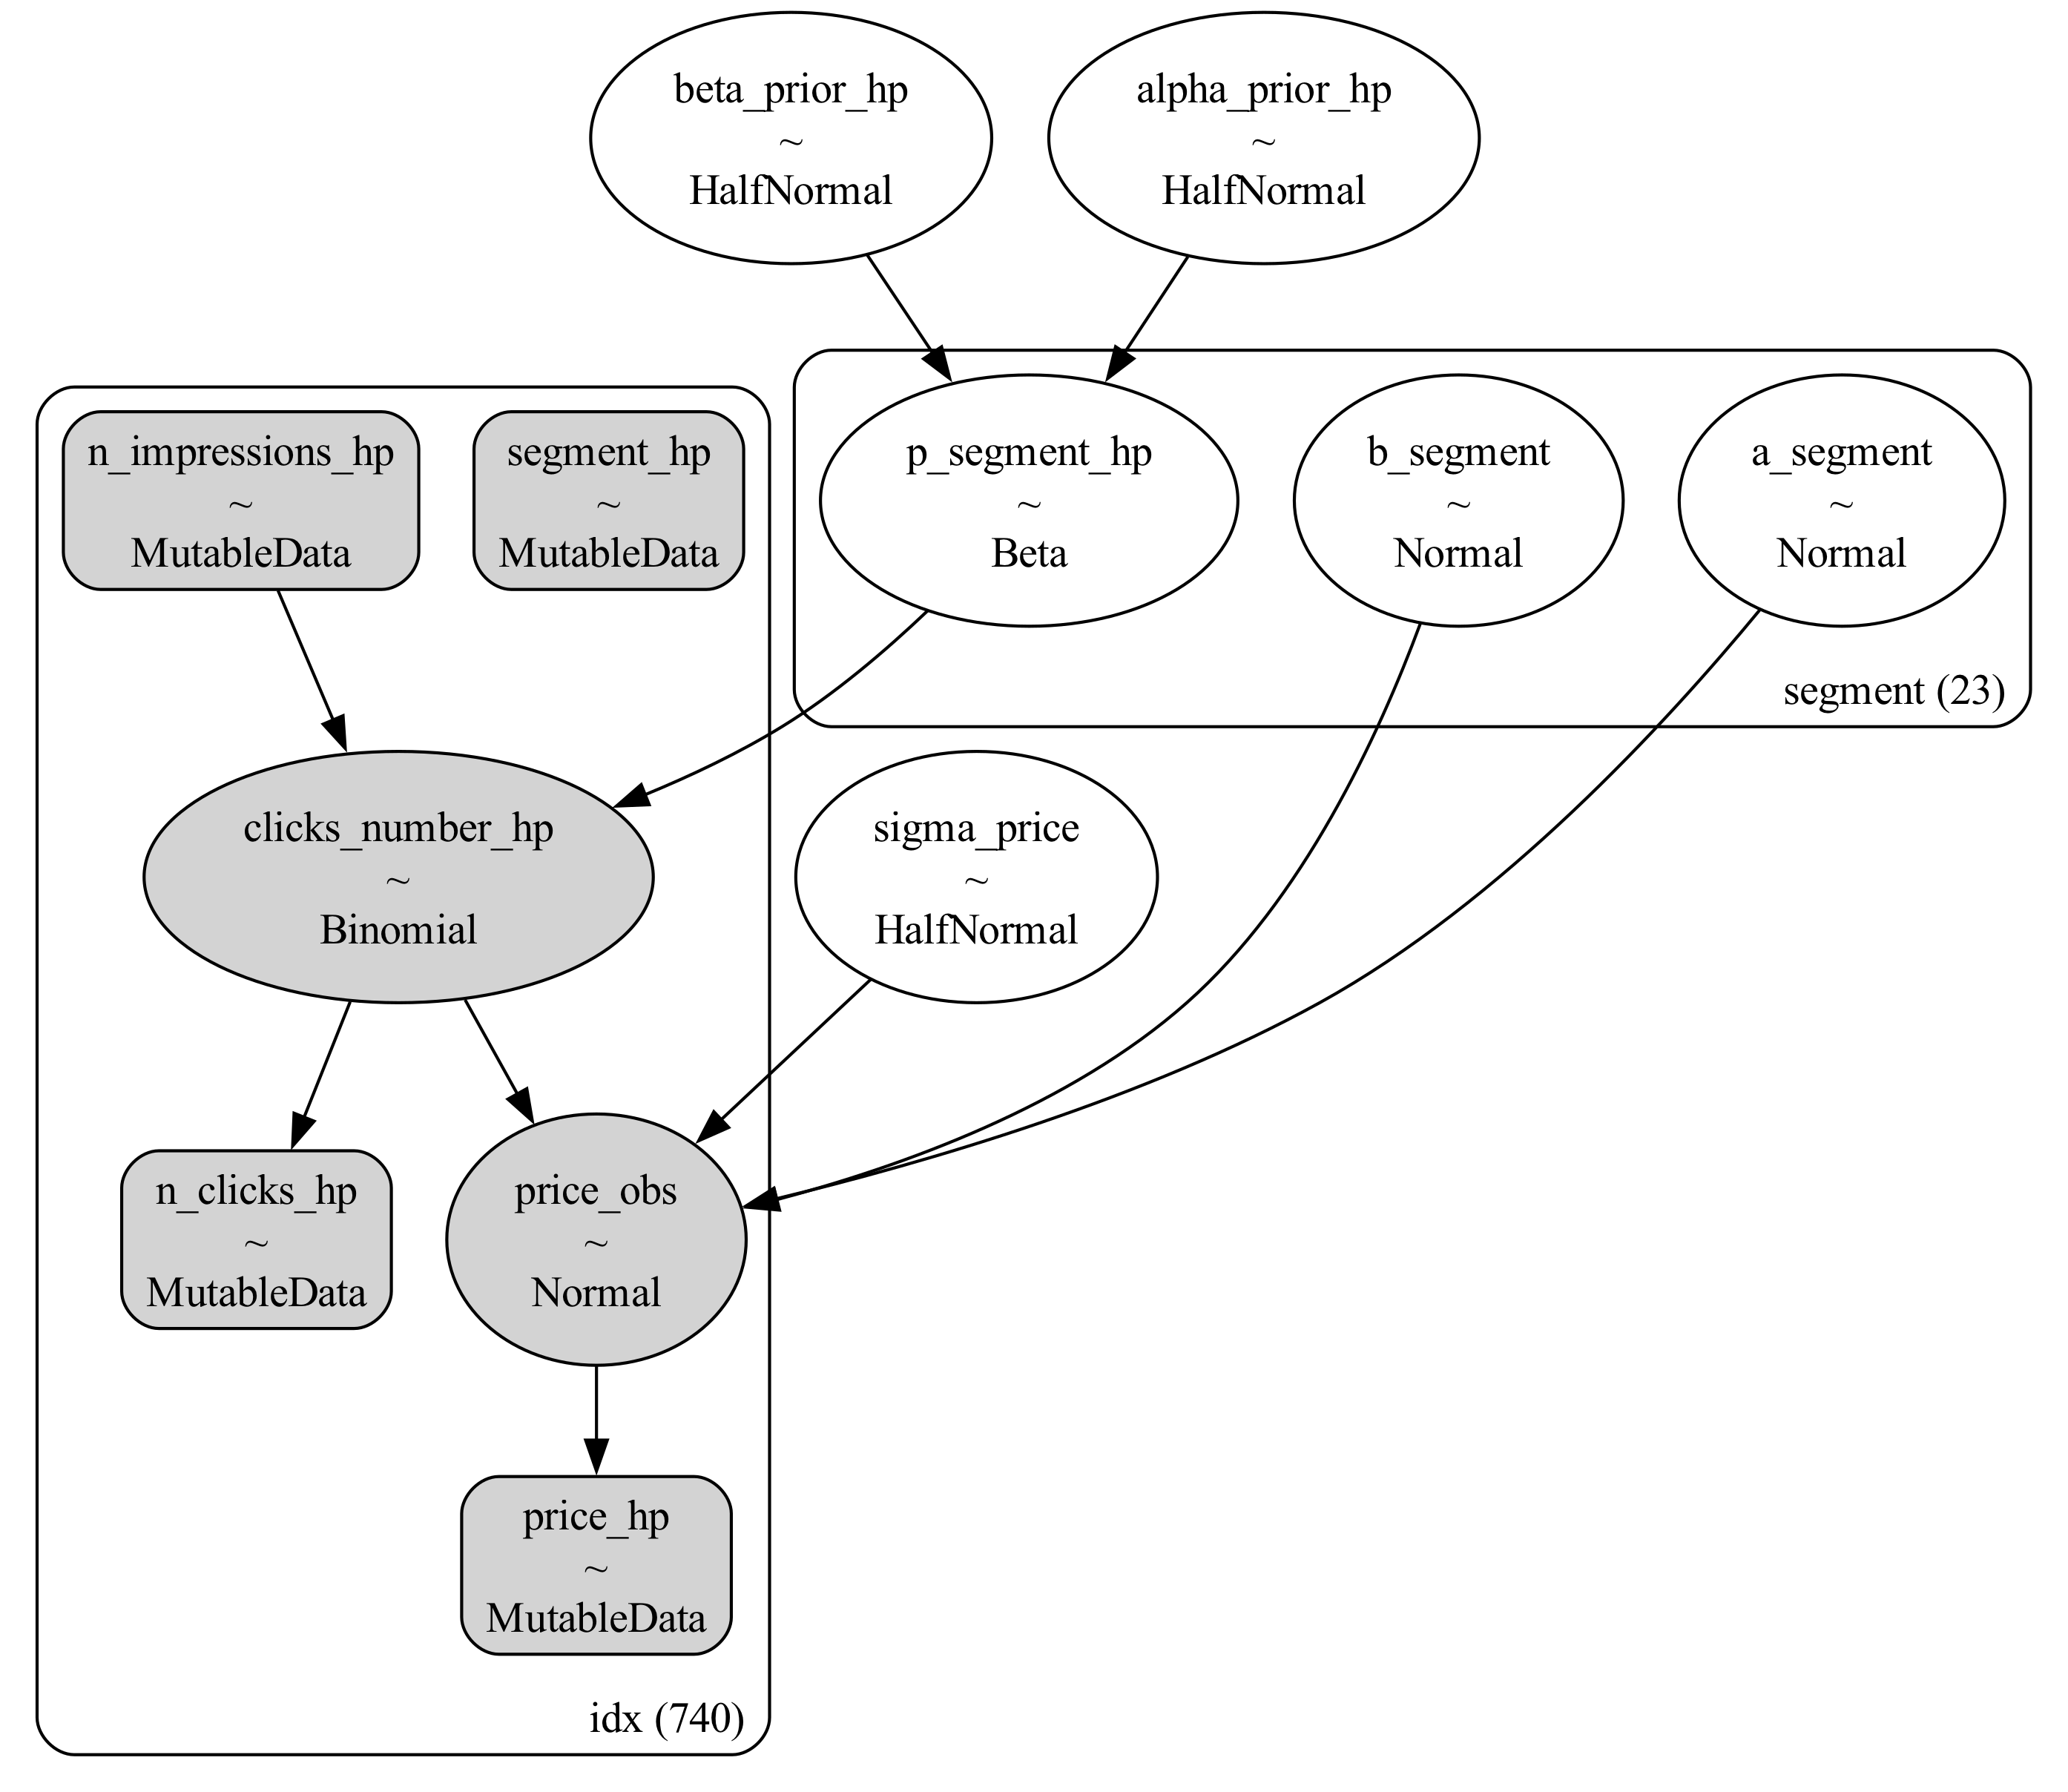 beta_prior_hp
~
HalfNormal
alpha_prior_hp
~
HalfNormal
n_impressions_hp
~
MutableData
segment_hp
~
MutableData
p_segment_hp
~
Beta
b_segment
~
Normal
a_segment
~
Normal
segment (23)
clicks_number_hp
~
Binomial
sigma_price
~
HalfNormal
n_clicks_hp
~
MutableData
price_obs
~
Normal
price_hp
~
MutableData
idx (740)